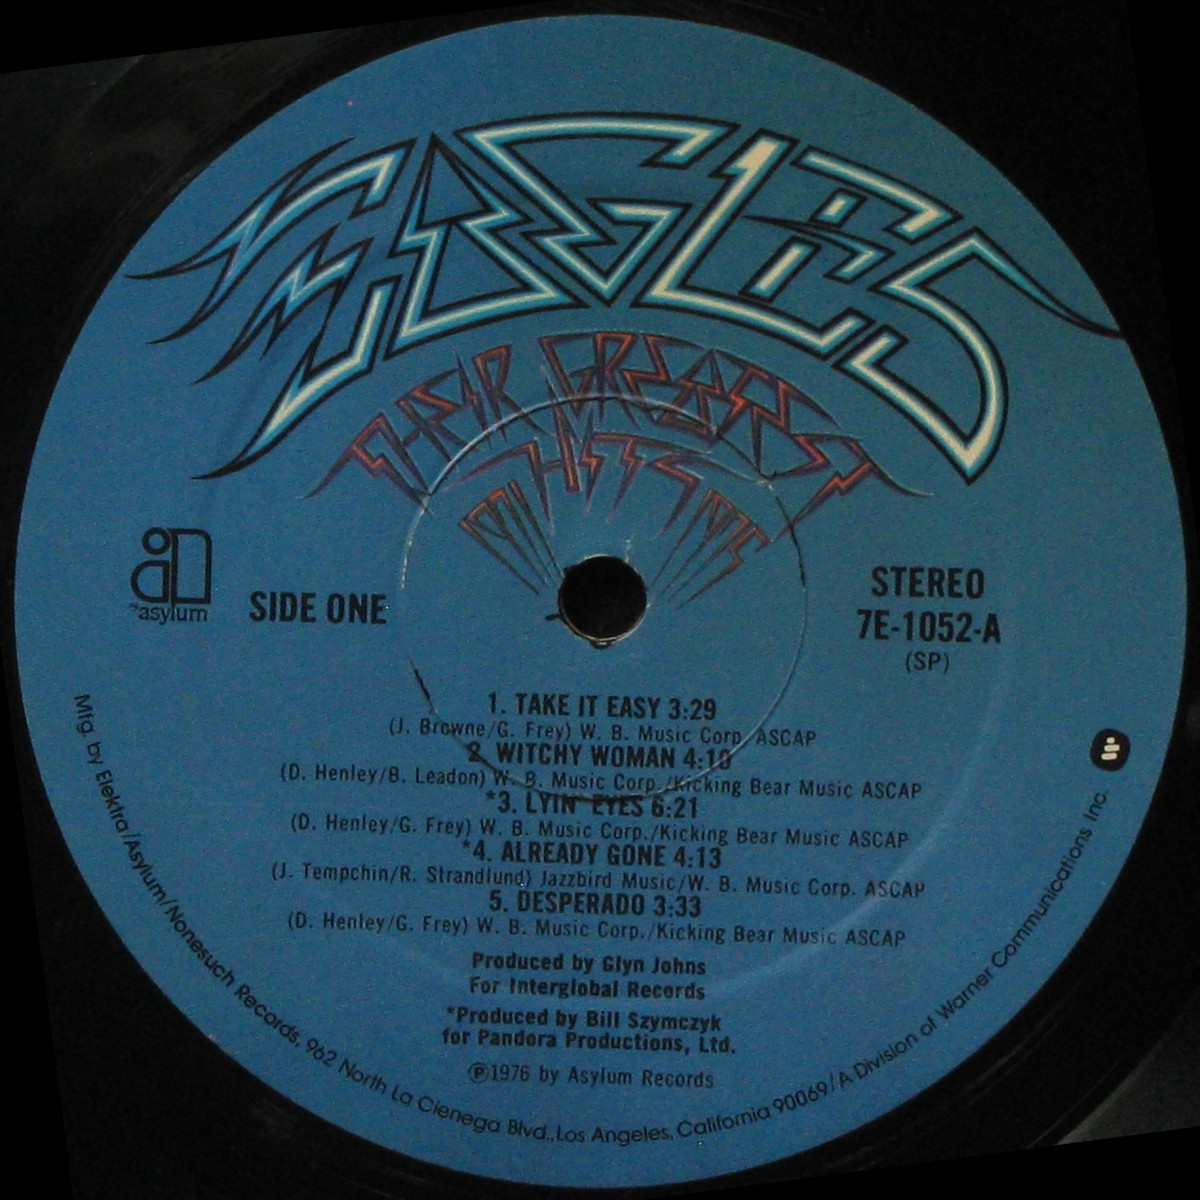 EAGLES
THEIR GREATEST
HITS
asylum
SIDE ONE
STEREO
7E-1052-A
(SP)
1. TAKE IT EASY 3:29
(J. Browne/G. Frey) W. B. Music Corp. ASCAP
2. WITCHY WOMAN 4:10
(D. Henley/B. Leadon) W. B. Music Corp./Kicking Bear Music ASCAP
*3. LYIN' EYES 6:21
(D. Henley/G. Frey) W. B. Music Corp./Kicking Bear Music ASCAP
*4. ALREADY GONE 4:13
(J. Tempchin/R. Strandlund) Jazzbird Music/W. B. Music Corp. ASCAP
5. DESPERADO 3:33
(D. Henley/G. Frey) W. B. Music Corp./Kicking Bear Music ASCAP
Produced by Glyn Johns
For Interglobal Records
*Produced by Bill Szymczyk
for Pandora Productions, Ltd.
℗1976 by Asylum Records
Mfg. by Elektra/Asylum/Nonesuch Records, 962 North La Cienega Blvd., Los Angeles, California 90069/A Division of Warner Communications Inc.